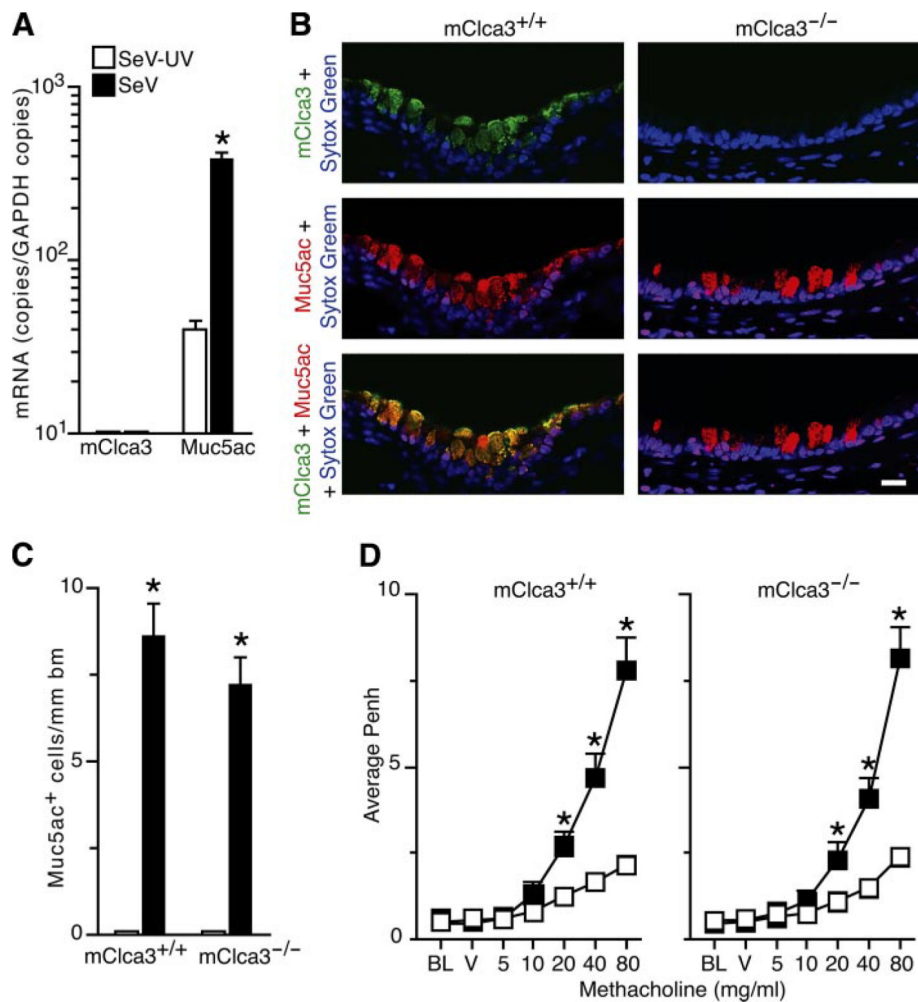 A
SeV-UV
SeV
mRNA (copies/GAPDH copies)
10³
10²
10¹
*
mClca3
Muc5ac
B
mClca3+/+
mClca3−/−
mClca3 +
Sytox Green
Muc5ac +
Sytox Greem
mClca3 + Muc5ac
+ Sytox Green
C
Muc5ac+ cells/mm bm
10
5
0
*
*
mClca3+/+
mClca3−/−
D
mClca3+/+
mClca3−/−
Average Penh
10
5
0
*
*
*
*
*
*
BL
V
5
10
20
40
80
BL
V
5
10
20
40
80
Methacholine (mg/ml)